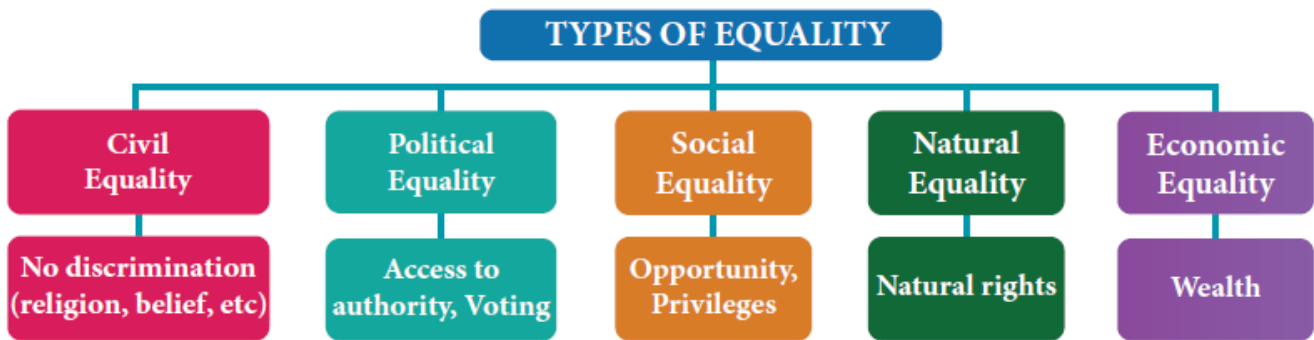 TYPES OF EQUALITY
Civil
Equality
Political
Equality
Social
Equality
Natural
Equality
Economic
Equality
No discrimination
(religion, belief, etc)
Access to
authority, Voting
Opportunity,
Privileges
Natural rights
Wealth